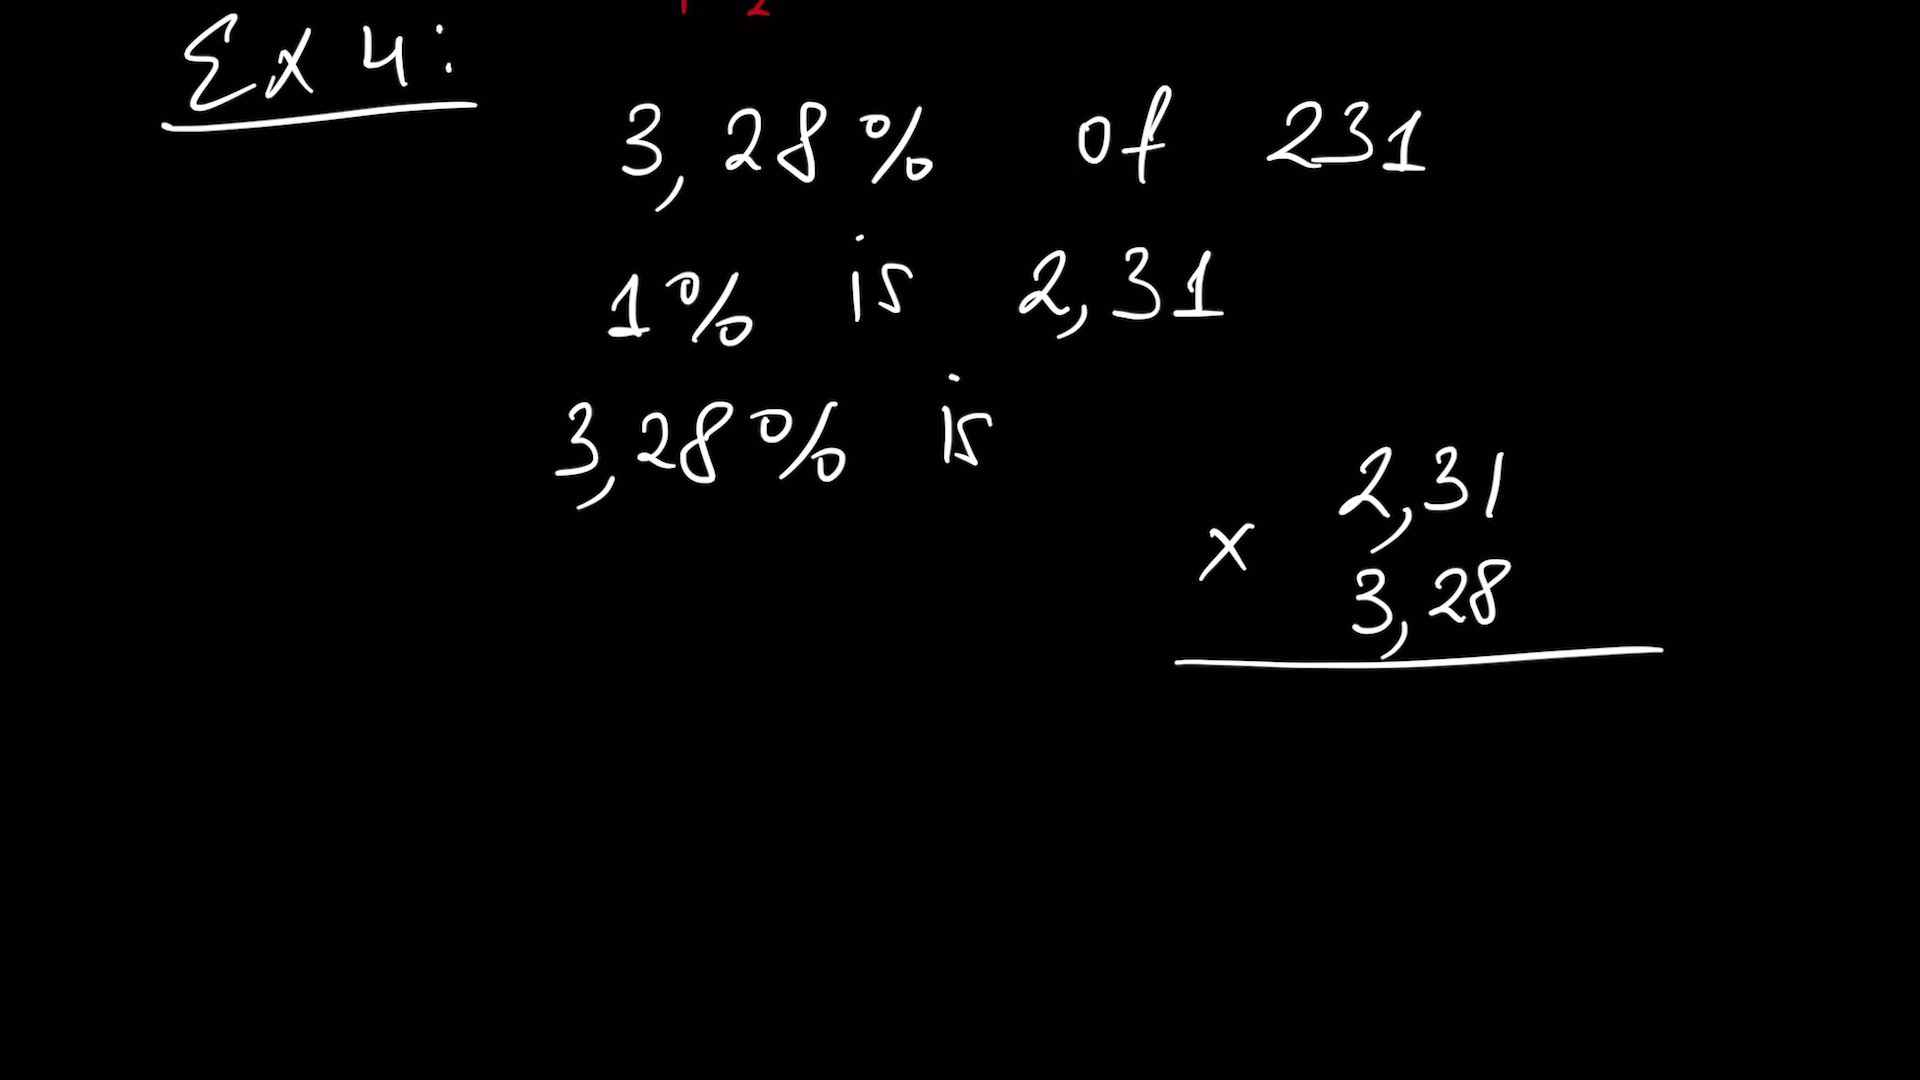 Ex 4:
3,28% of 231
1% is 2,31
3,28% is
2,31
x 3,28